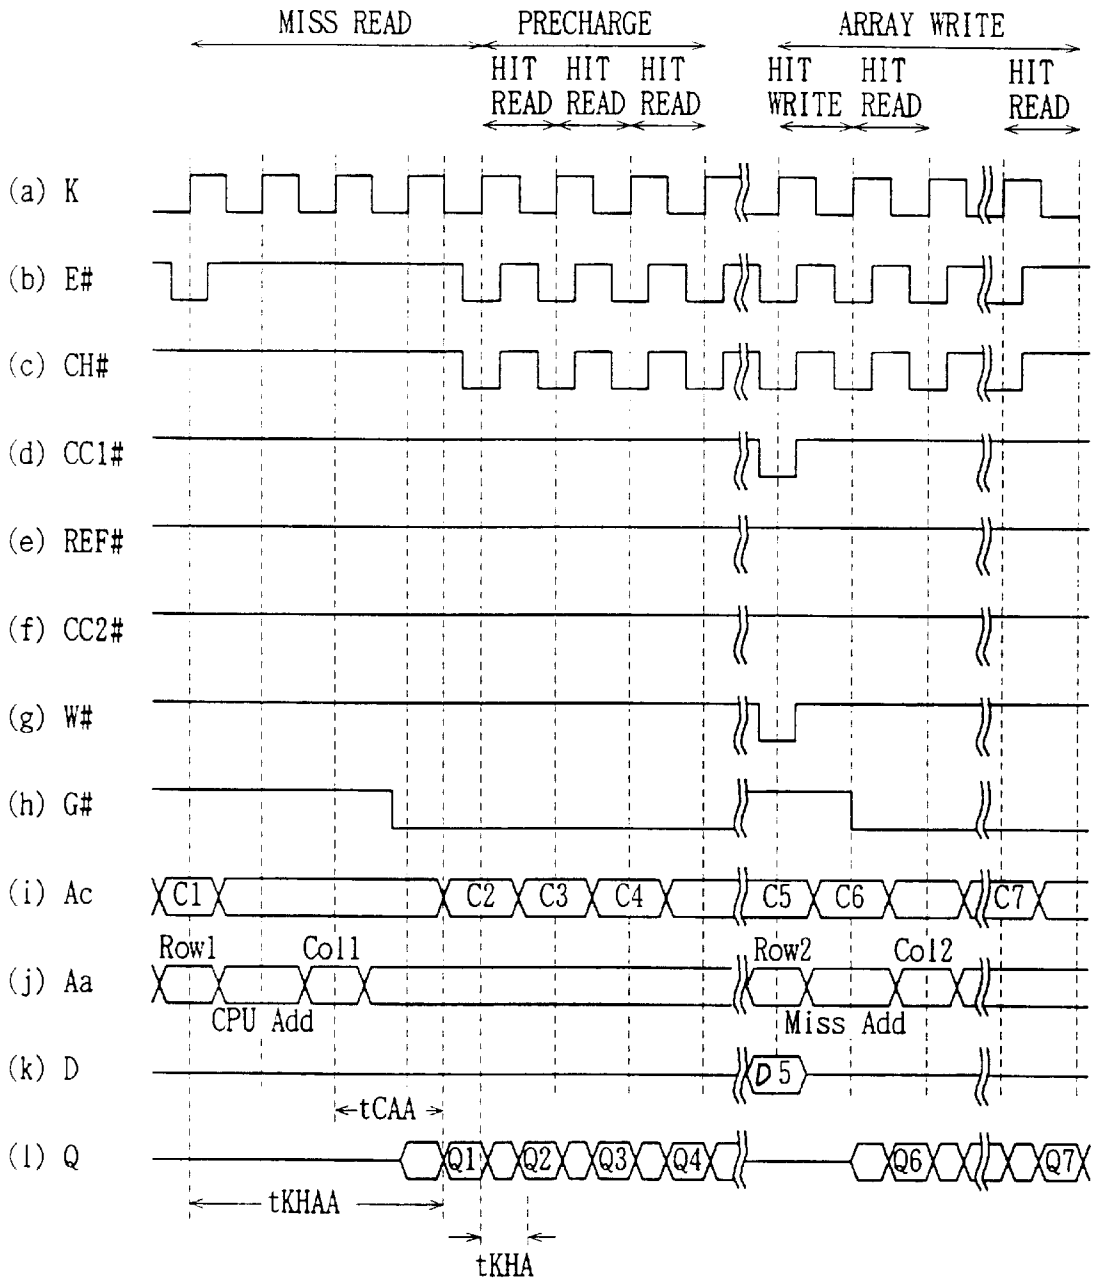 MISS READ PRECHARGE ARRAY WRITE
HIT HIT HIT HIT HIT HIT
READ READ READ WRITE READ READ
(a) K
(b) E#
(c) CH#
(d) CC1#
(e) REF#
(f) CC2#
(g) W#
(h) G#
(i) Ac C1 C2 C3 C4 C5 C6 C7
Row1 Col1 Row2 Col2
(j) Aa
CPU Add Miss Add
(k) D D5
tCAA
(l) Q Q1 Q2 Q3 Q4 Q6 Q7
tKHAA
tKHA